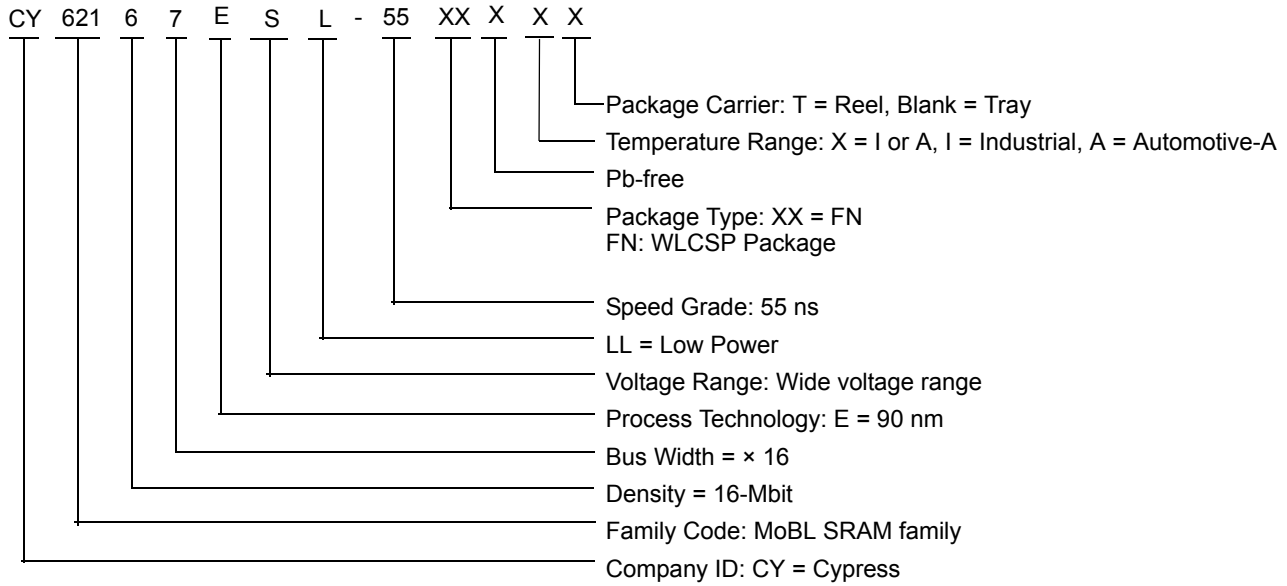 CY 621 6 7 E S L - 55 XX X X X
Package Carrier: T = Reel, Blank = Tray
Temperature Range: X = I or A, I = Industrial, A = Automotive-A
Pb-free
Package Type: XX = FN
FN: WLCSP Package
Speed Grade: 55 ns
LL = Low Power
Voltage Range: Wide voltage range
Process Technology: E = 90 nm
Bus Width = × 16
Density = 16-Mbit
Family Code: MoBL SRAM family
Company ID: CY = Cypress